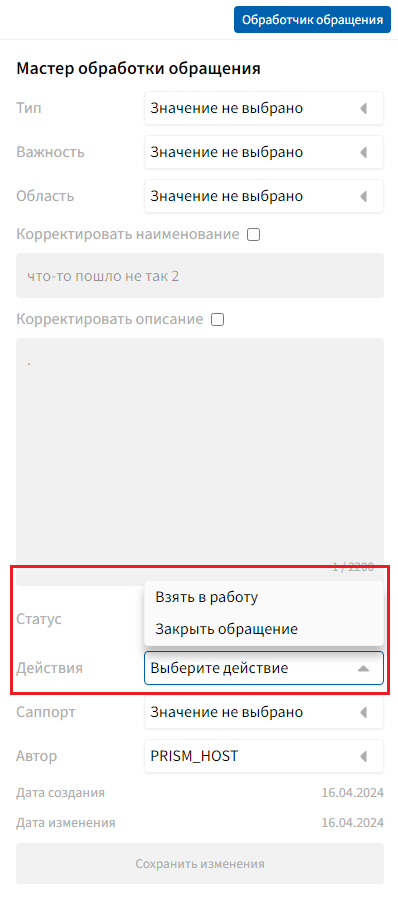 Обработчик обращения
Мастер обработки обращения
Тип Значение не выбрано
Важность Значение не выбрано
Область Значение не выбрано
Корректировать наименование
что-то пошло не так 2
Корректировать описание
.
1 / 2200
Взять в работу
Статус
Закрыть обращение
Действия Выберите действие
Саппорт Значение не выбрано
Автор PRISM_HOST
Дата создания 16.04.2024
Дата изменения 16.04.2024
Сохранить изменения